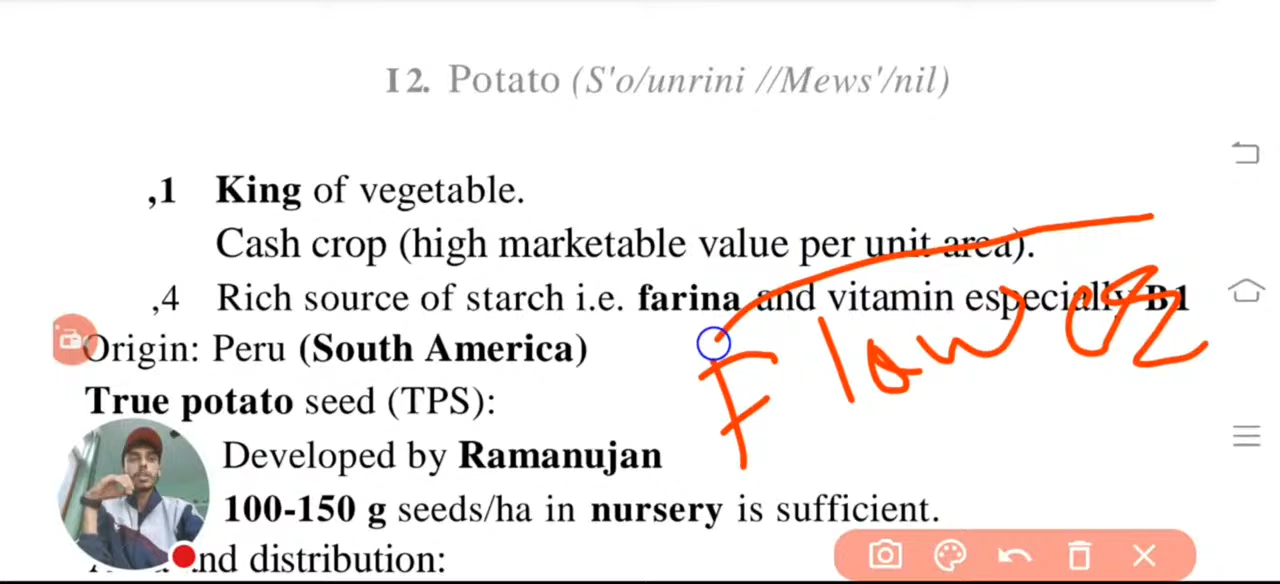 I 2. Potato (S'o/unrini //Mews'/nil)
,1 King of vegetable.
Cash crop (high marketable value per unit area).
,4 Rich source of starch i.e. farina and vitamin especially B1
Origin: Peru (South America)
Flower
True potato seed (TPS):
Developed by Ramanujan
100-150 g seeds/ha in nursery is sufficient.
nd distribution: